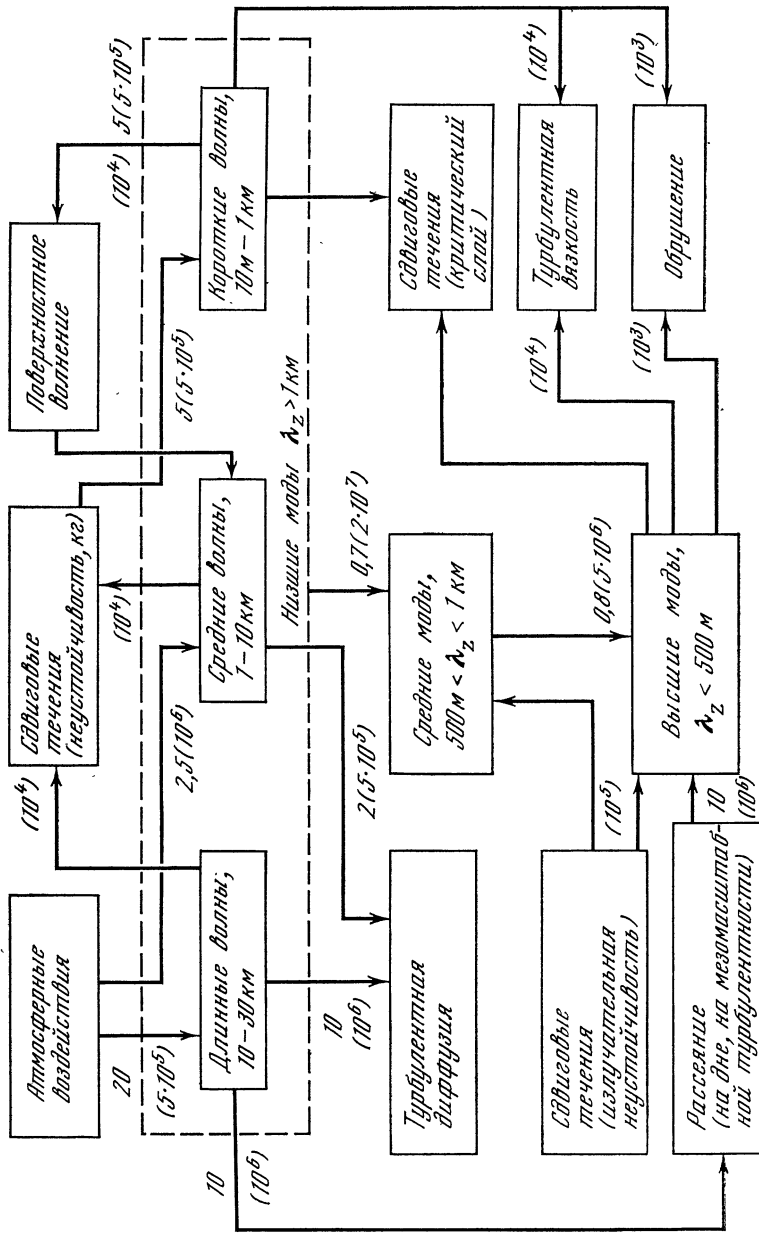 Атмосферные
воздействия
Сдвиговые
течения
(неустойчивость, кг)
Поверхностное
волнение
20
(5·10⁵)
(10⁴)
2,5(10⁶)
(10⁴)
5(5·10⁵)
(10⁴)
5(5·10⁵)
Длинные волны,
10–30 км
Средние волны,
1–10 км
Короткие волны,
10 м – 1 км
Низшие моды λz > 1 км
10
(10⁶)
10
(10⁶)
2(5·10⁵)
0,7(2·10⁷)
(10⁴)
(10³)
Турбулентная
диффузия
Средние моды,
500 м < λz < 1 км
Сдвиговые
течения
(критический
слой)
Сдвиговые
течения
(излучательная
неустойчивость)
(10⁵)
0,8(5·10⁶)
(10⁴)
Турбулентная
вязкость
Рассеяние
(на дне, на мезомасштаб-
ной турбулентности)
10
(10⁶)
Высшие моды,
λz < 500 м
(10³)
Обрушение